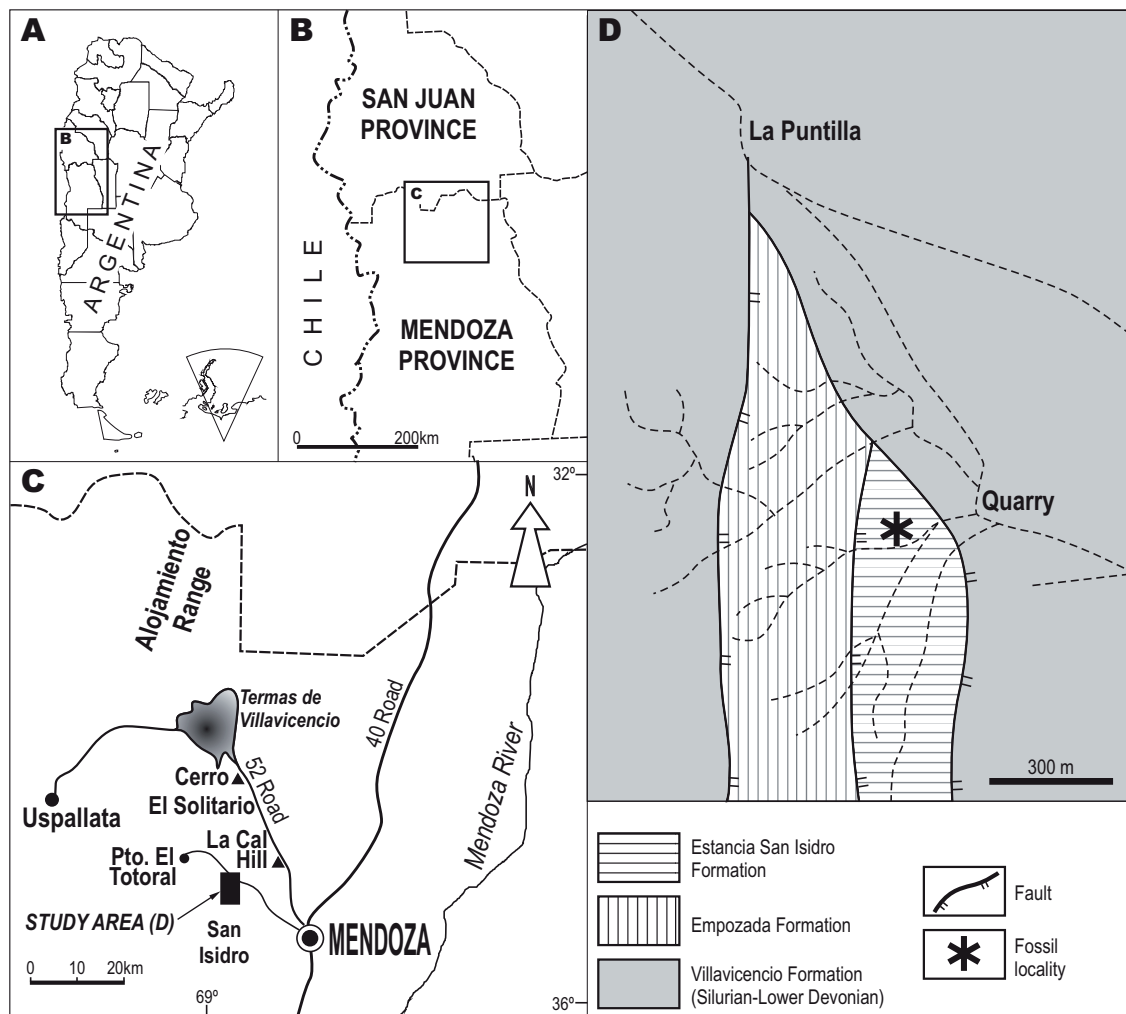 A
B
ARGENTINA
B
SAN JUAN
PROVINCE
C
CHILE
MENDOZA
PROVINCE
0 200km
D
La Puntilla
Quarry
300 m
C
32º
N
Alojamiento
Range
Termas de
Villavicencio
40 Road
52 Road
Mendoza River
Cerro
El Solitario
Uspallata
La Cal
Hill
Pto. El
Totoral
STUDY AREA (D)
San
Isidro
MENDOZA
0 10 20km
69º
36º
Estancia San Isidro
Formation
Empozada Formation
Villavicencio Formation
(Silurian-Lower Devonian)
Fault
Fossil
locality